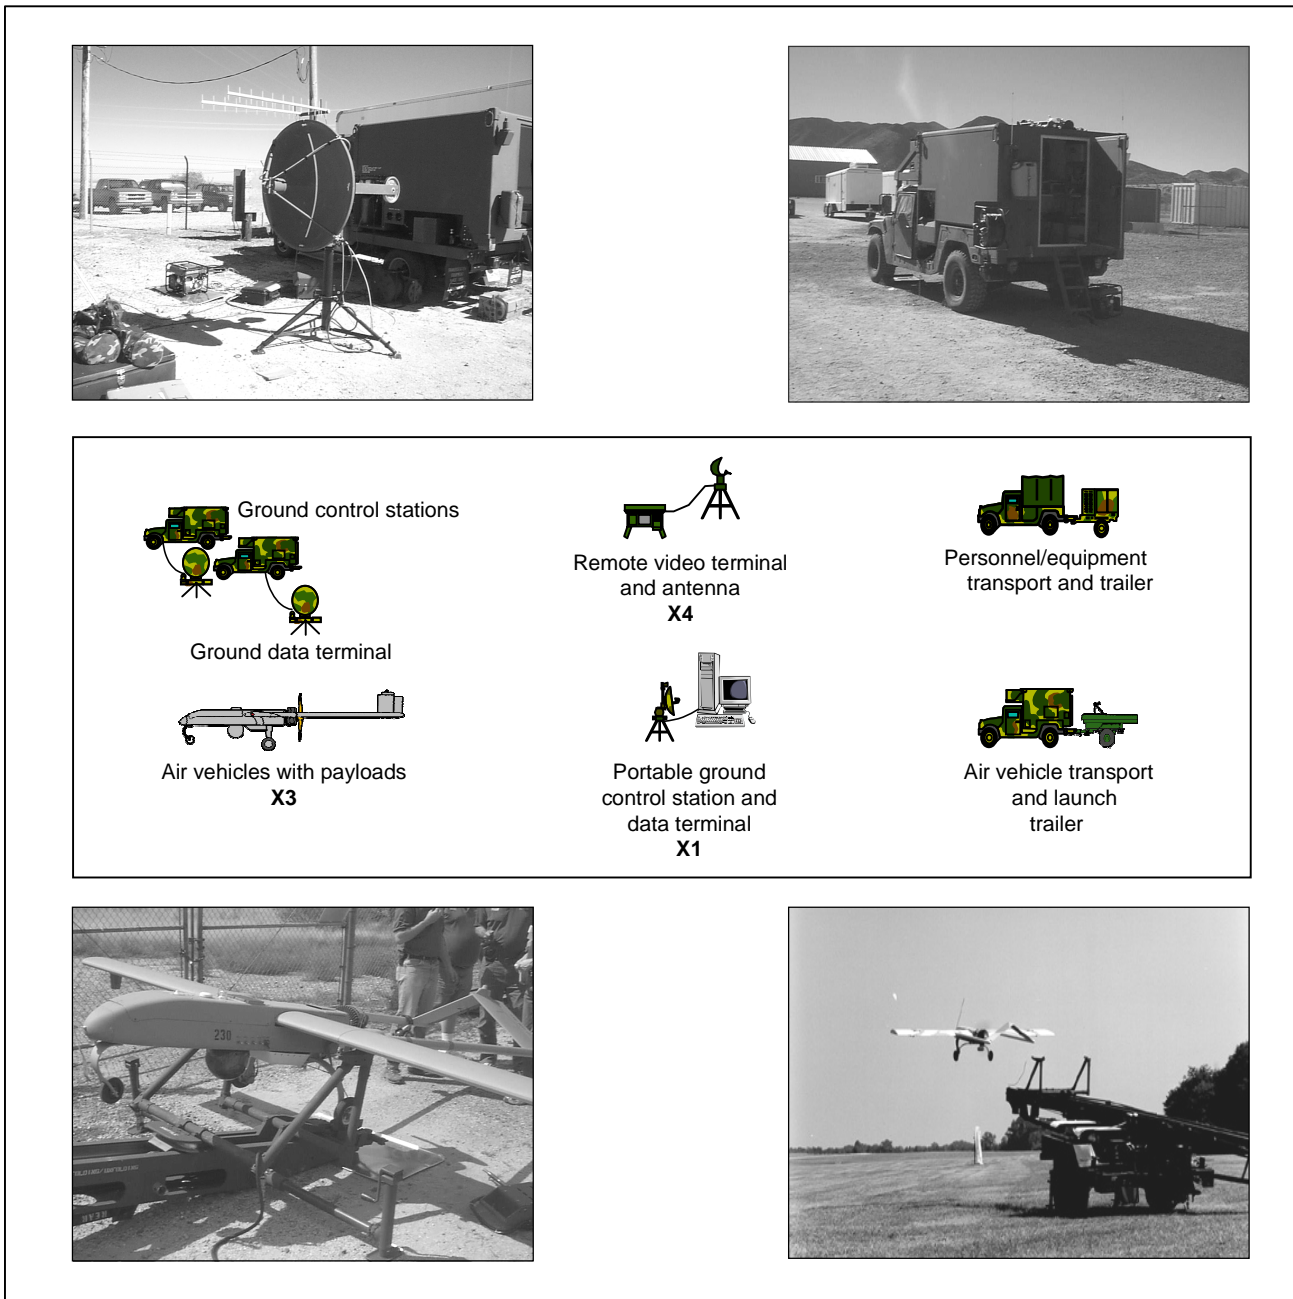 Ground control stations
Ground data terminal
Air vehicles with payloads
X3
Remote video terminal
and antenna
X4
Portable ground
control station and
data terminal
X1
Personnel/equipment
transport and trailer
Air vehicle transport
and launch
trailer
230
REAR